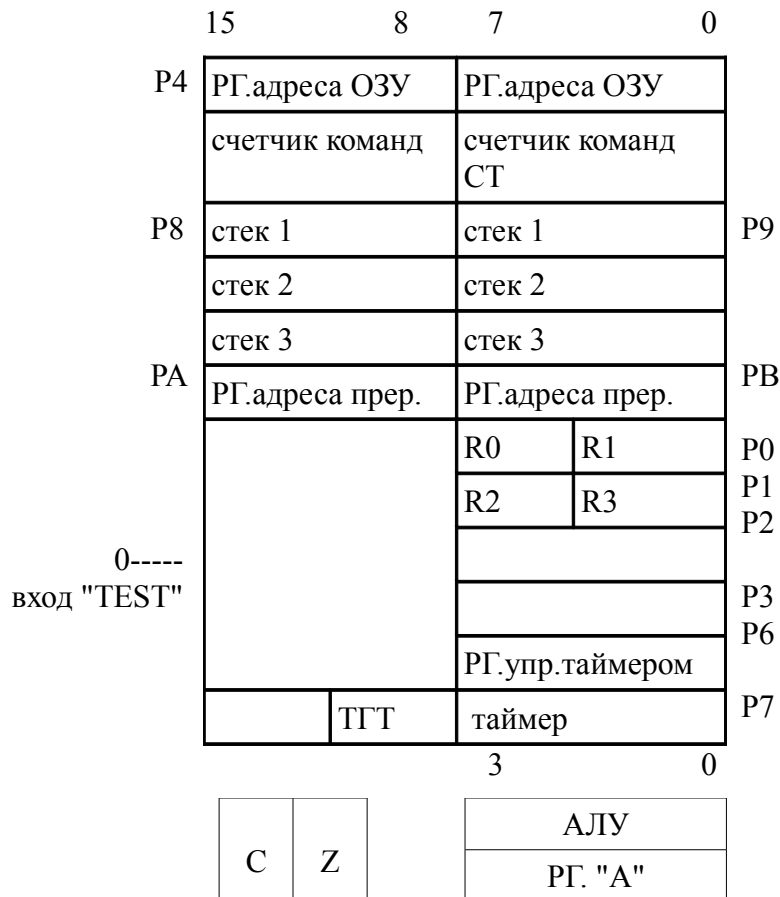 15 8 7 0
P4 РГ.адреса ОЗУ РГ.адреса ОЗУ
счетчик команд счетчик команд
СТ
P8 стек 1 стек 1 P9
стек 2 стек 2
стек 3 стек 3
PA РГ.адреса прер. РГ.адреса прер. PB
R0 R1 P0
R2 R3 P1
P2
0-----
вход "TEST" P3
P6
РГ.упр.таймером
ТГТ таймер P7
3 0
C Z АЛУ
РГ. "А"